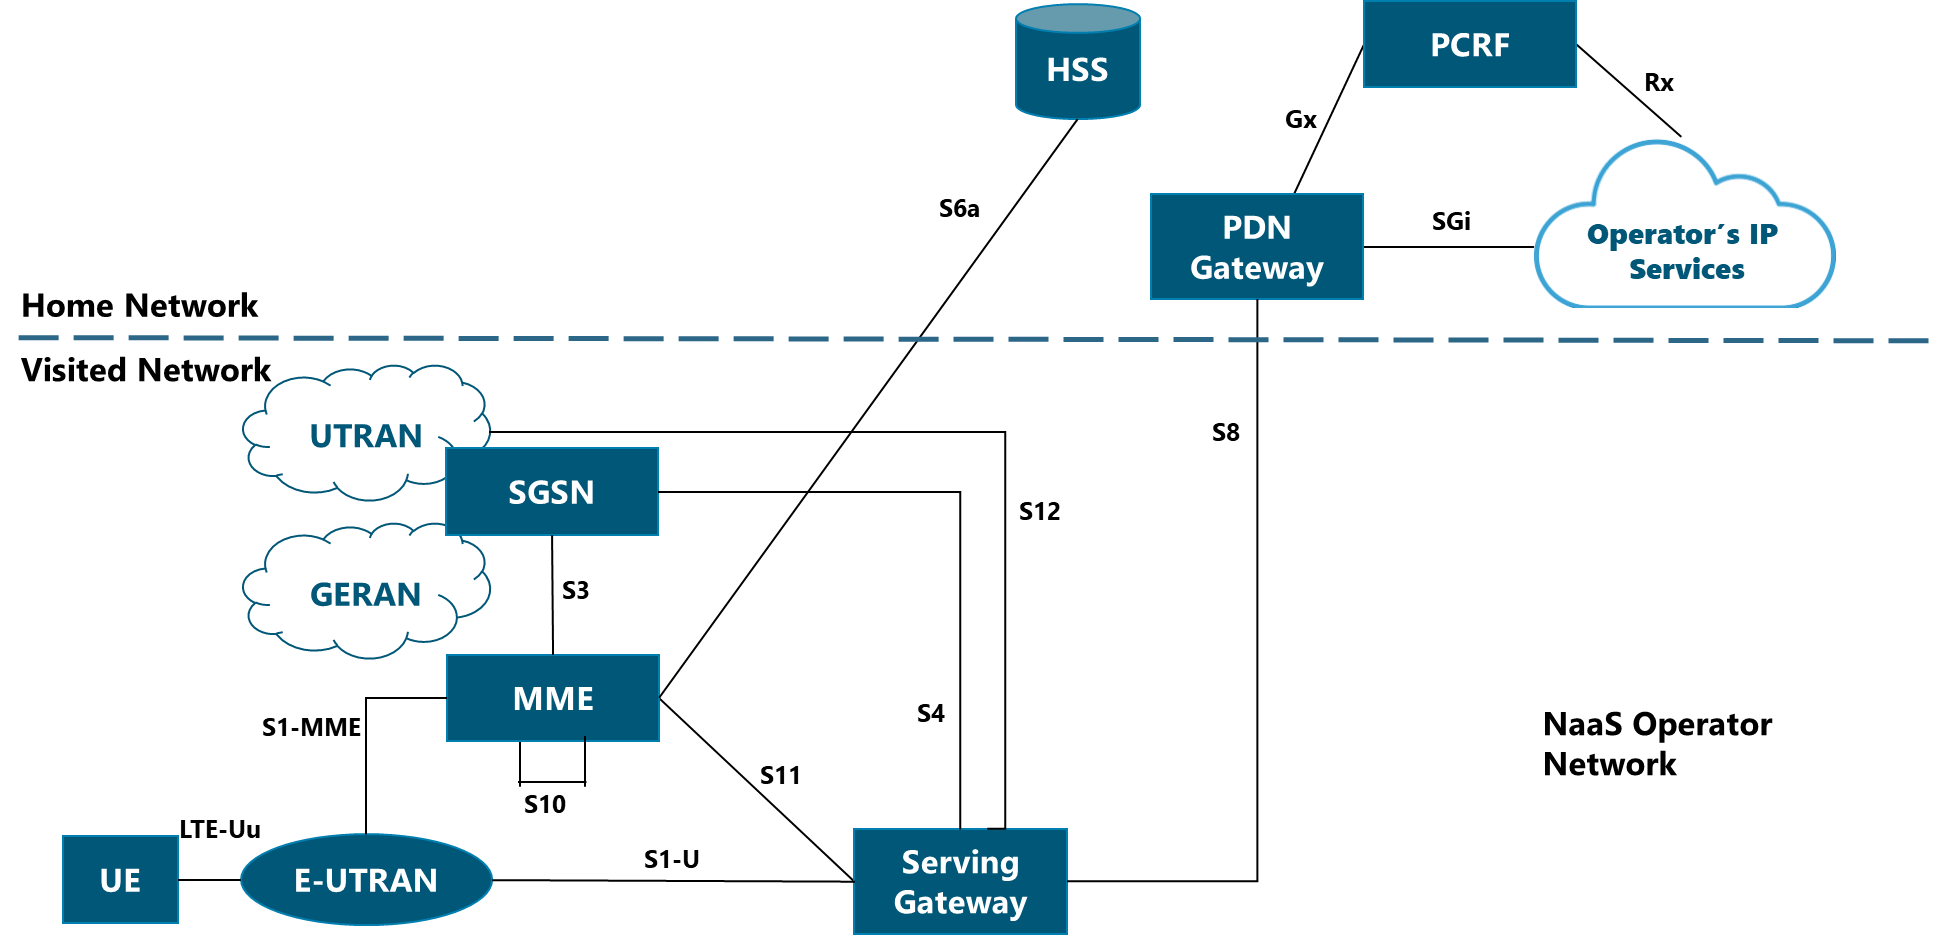 HSS
PCRF
Rx
Gx
S6a
PDN
Gateway
SGi
Operator´s IP
Services
Home Network
Visited Network
UTRAN
S8
SGSN
S12
S3
GERAN
MME
S4
S1-MME
NaaS Operator
Network
S11
S10
LTE-Uu
UE
E-UTRAN
S1-U
Serving
Gateway